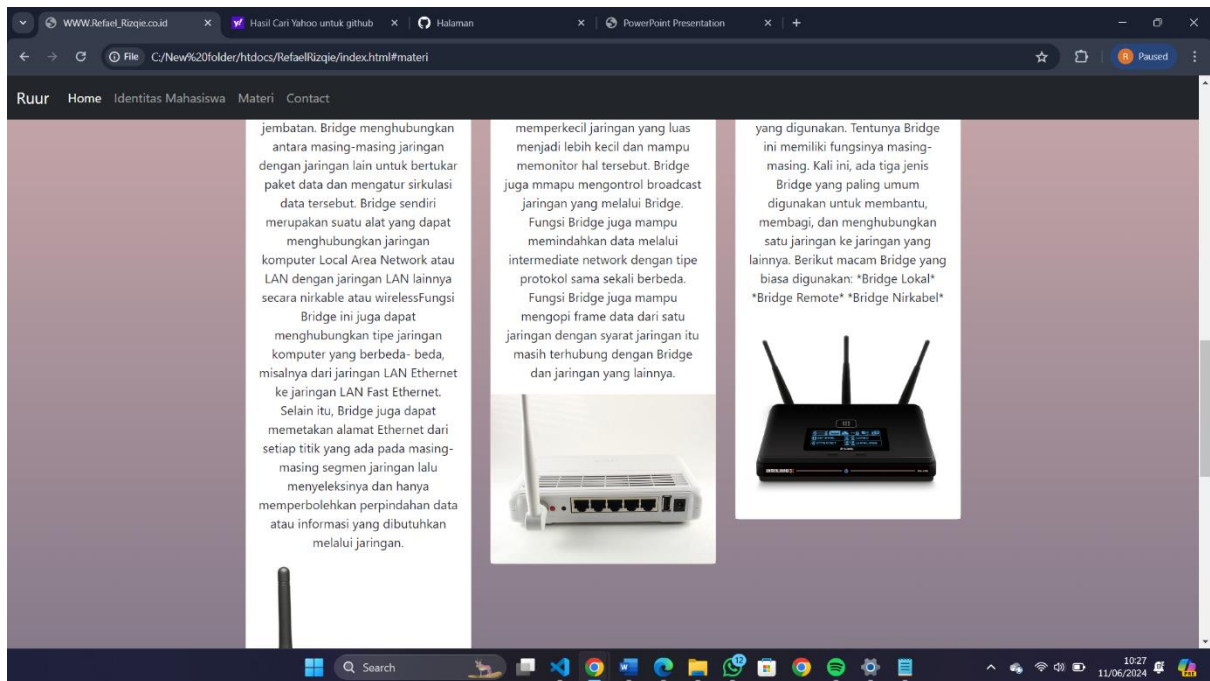 WWW.Refael_Rizqie.co.id
Hasil Cari Yahoo untuk github
Halaman
PowerPoint Presentation
File
C:/New%20folder/htdocs/RefaelRizqie/index.html#materi
R
Paused
Ruur
Home
Identitas Mahasiswa
Materi
Contact
jembatan. Bridge menghubungkan
antara masing-masing jaringan
dengan jaringan lain untuk bertukar
paket data dan mengatur sirkulasi
data tersebut. Bridge sendiri
merupakan suatu alat yang dapat
menghubungkan jaringan
komputer Local Area Network atau
LAN dengan jaringan LAN lainnya
secara nirkable atau wirelessFungsi
Bridge ini juga dapat
menghubungkan tipe jaringan
komputer yang berbeda- beda,
misalnya dari jaringan LAN Ethernet
ke jaringan LAN Fast Ethernet.
Selain itu, Bridge juga dapat
memetakan alamat Ethernet dari
setiap titik yang ada pada masing-
masing segmen jaringan lalu
menyeleksinya dan hanya
memperbolehkan perpindahan data
atau informasi yang dibutuhkan
melalui jaringan.
memperkecil jaringan yang luas
menjadi lebih kecil dan mampu
memonitor hal tersebut. Bridge
juga mmapu mengontrol broadcast
jaringan yang melalui Bridge.
Fungsi Bridge juga mampu
memindahkan data melalui
intermediate network dengan tipe
protokol sama sekali berbeda.
Fungsi Bridge juga mampu
mengopi frame data dari satu
jaringan dengan syarat jaringan itu
masih terhubung dengan Bridge
dan jaringan yang lainnya.
yang digunakan. Tentunya Bridge
ini memiliki fungsinya masing-
masing. Kali ini, ada tiga jenis
Bridge yang paling umum
digunakan untuk membantu,
membagi, dan menghubungkan
satu jaringan ke jaringan yang
lainnya. Berikut macam Bridge yang
biasa digunakan: *Bridge Lokal*
*Bridge Remote* *Bridge Nirkabel*
Search
12
10:27
11/06/2024